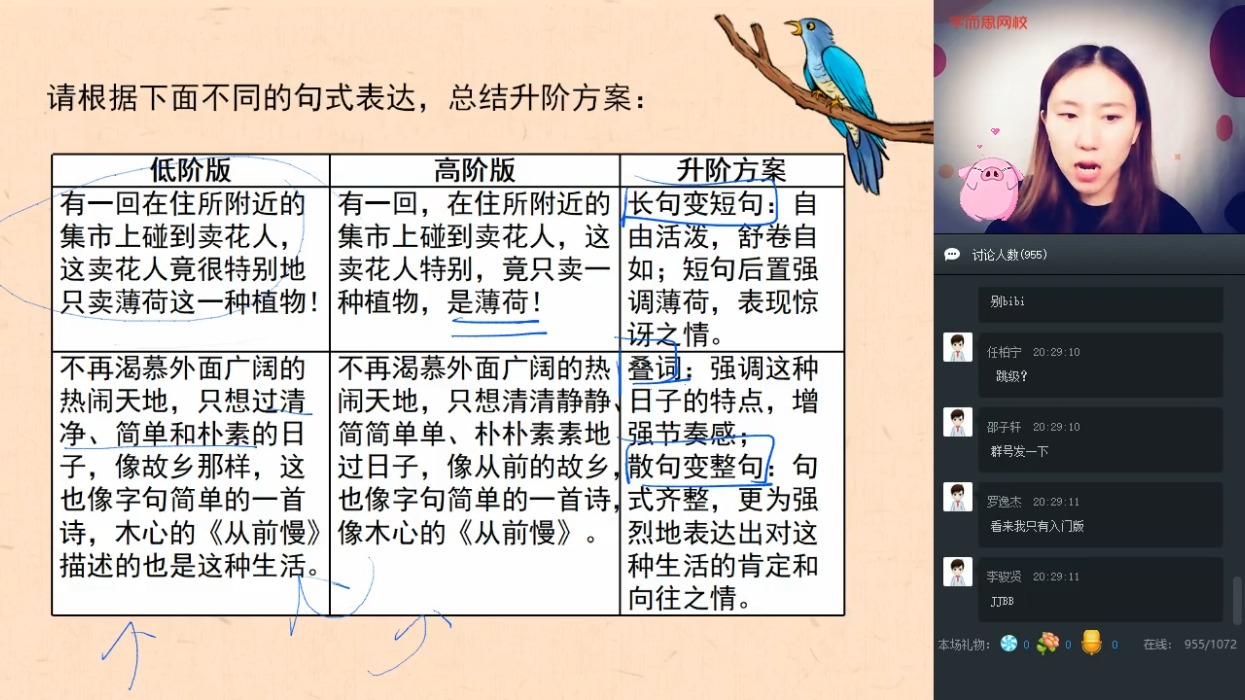 请根据下面不同的句式表达，总结升阶方案：
低阶版
有一回在住所附近的
集市上碰到卖花人，
这卖花人竟很特别地
只卖薄荷这一种植物！
不再渴慕外面广阔的
热闹天地，只想过清
净、简单和朴素的日
子，像故乡那样，这
也像字句简单的一首
诗，木心的《从前慢》
描述的也是这种生活。
高阶版
有一回，在住所附近的
集市上碰到卖花人，这
卖花人特别，竟只卖一
种植物，是薄荷！
不再渴慕外面广阔的热
闹天地，只想清清静静、
简简单单、朴朴素素地
过日子，像从前的故乡，
也像字句简单的一首诗，
像木心的《从前慢》。
升阶方案
长句变短句：自
由活泼，舒卷自
如；短句后置强
调薄荷，表现惊
讶之情。
叠词：强调这种
日子的特点，增
强节奏感；
散句变整句：句
式齐整，更为强
烈地表达出对这
种生活的肯定和
向往之情。
学而思网校
讨论人数(955)
别bibi
任柏宁 20:29:10
跳级?
邵子轩 20:29:10
群号发一下
罗逸杰 20:29:11
看来我只有入门版
李骏贤 20:29:11
JJBB
本场礼物： 0 0 0 在线： 955/1072